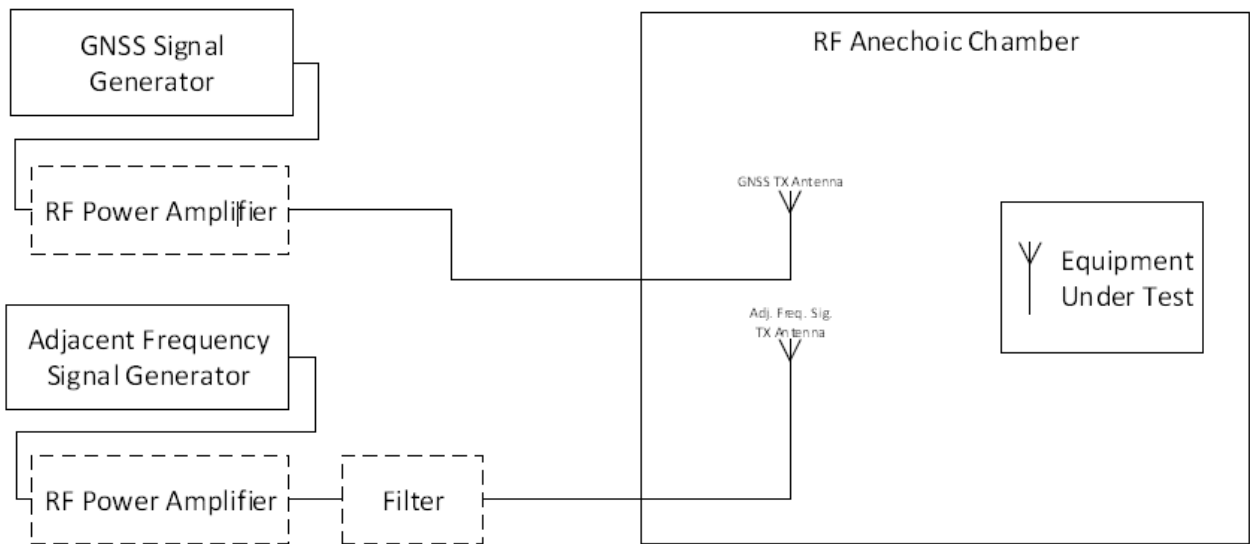 GNSS Signal
Generator
RF Power Amplifier
Adjacent Frequency
Signal Generator
RF Power Amplifier
Filter
RF Anechoic Chamber
GNSS TX Antenna
Adj. Freq. Sig.
TX Antenna
Equipment
Under Test